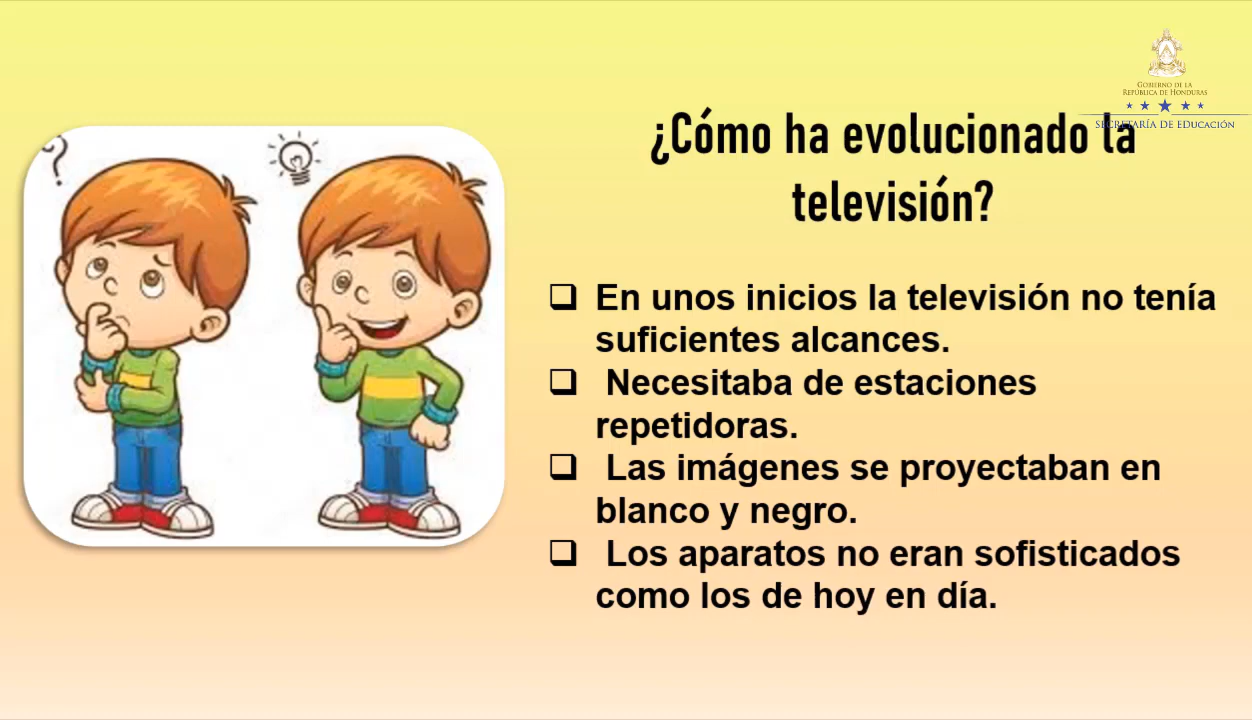 GOBIERNO DE LA
REPÚBLICA DE HONDURAS
SECRETARÍA DE EDUCACIÓN
¿Cómo ha evolucionado la
televisión?
?
En unos inicios la televisión no tenía
suficientes alcances.
Necesitaba de estaciones
repetidoras.
Las imágenes se proyectaban en
blanco y negro.
Los aparatos no eran sofisticados
como los de hoy en día.